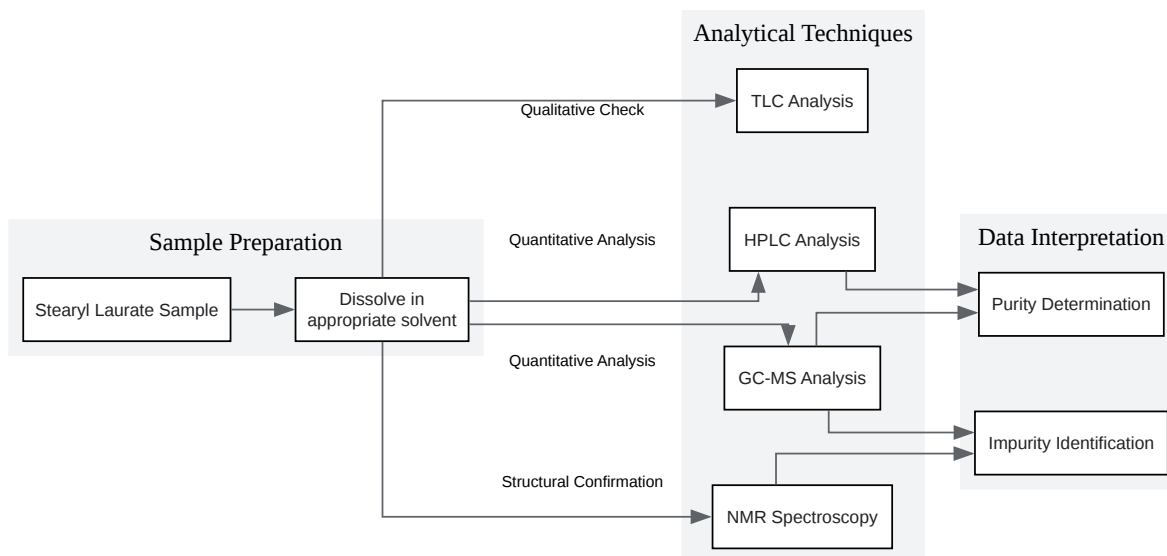 Analytical Techniques
TLC Analysis
Qualitative Check
Sample Preparation
Quantitative Analysis
HPLC Analysis
Data Interpretation
Stearyl Laurate Sample
Dissolve in
appropriate solvent
Purity Determination
Quantitative Analysis
GC-MS Analysis
Impurity Identification
Structural Confirmation
NMR Spectroscopy